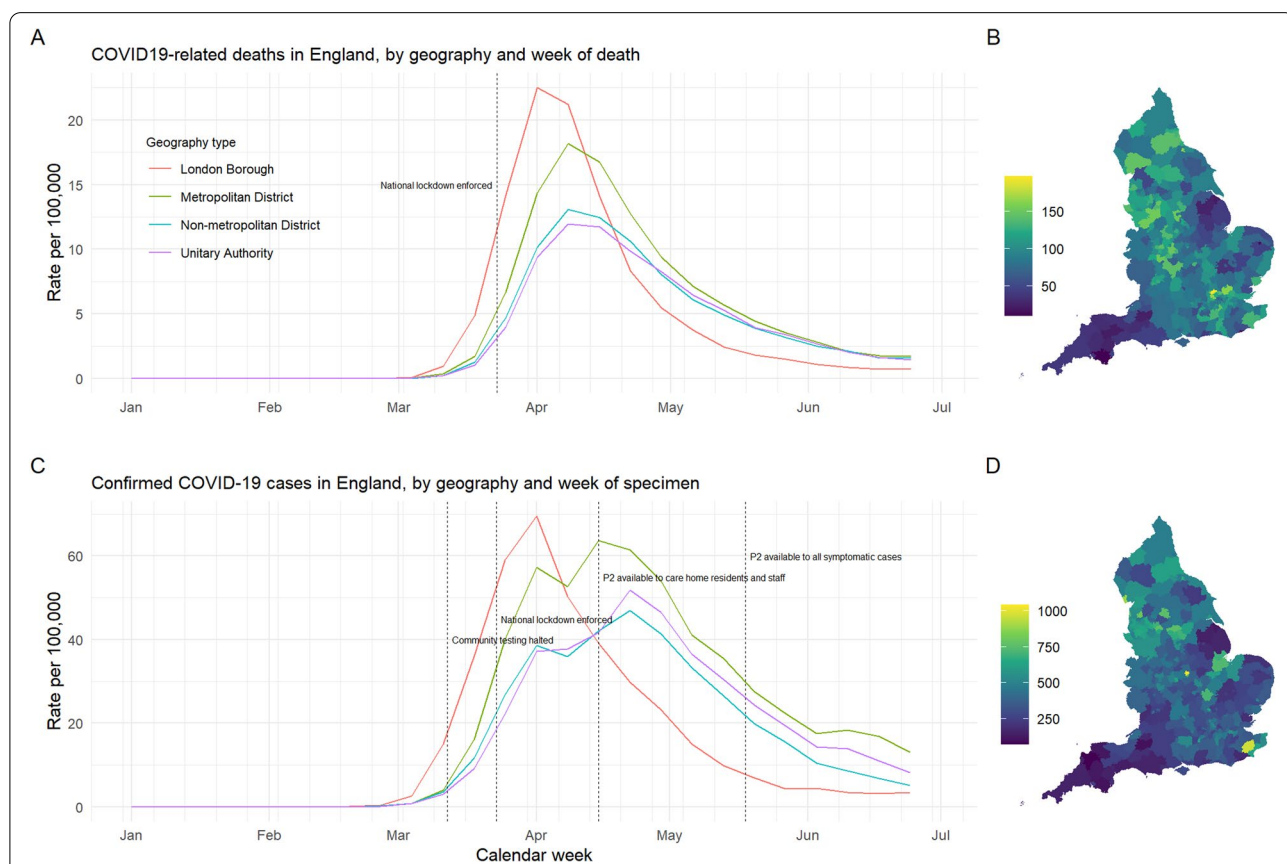 A
COVID19-related deaths in England, by geography and week of death
Rate per 100,000
20
15
10
5
0
Geography type
London Borough
Metropolitan District
Non-metropolitan District
Unitary Authority
National lockdown enforced
Jan
Feb
Mar
Apr
May
Jun
Jul
B
150
100
50
C
Confirmed COVID-19 cases in England, by geography and week of specimen
Rate per 100,000
60
40
20
0
P2 available to all symptomatic cases
P2 available to care home residents and staff
National lockdown enforced
Community testing halted
Jan
Feb
Mar
Apr
May
Jun
Jul
Calendar week
D
1000
750
500
250